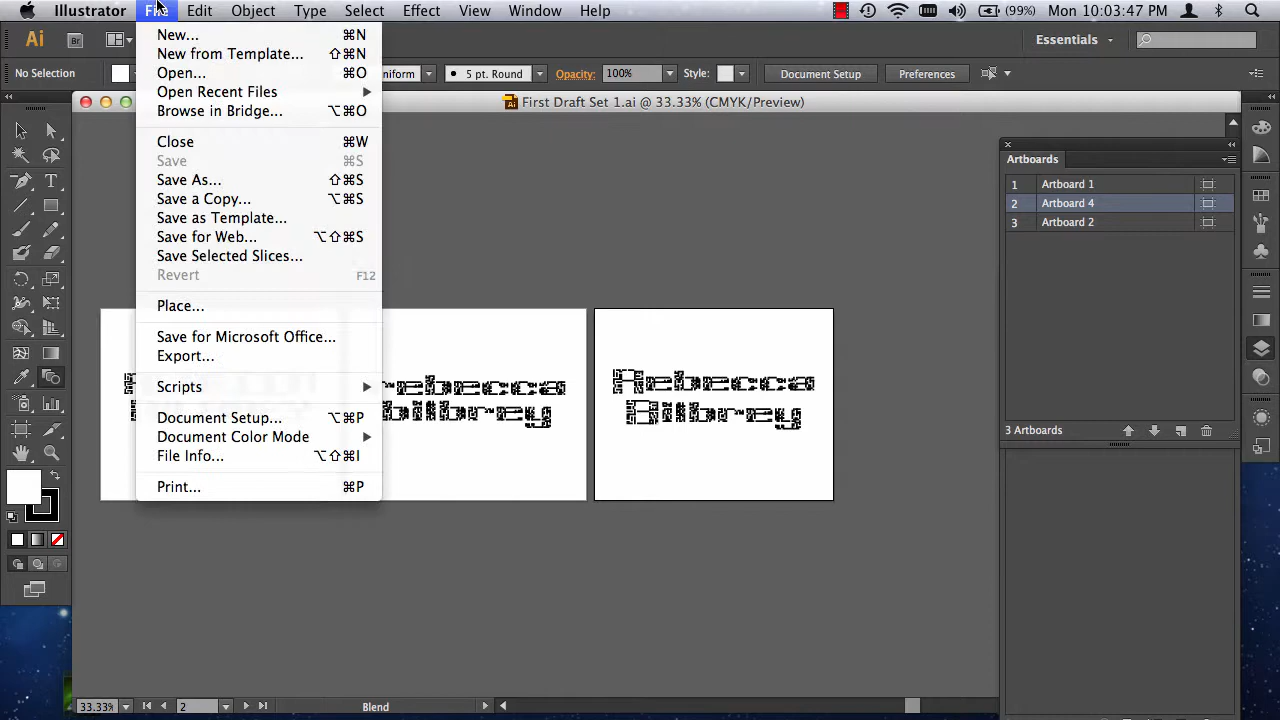 Illustrator File Edit Object Type Select Effect View Window Help (99%) Mon 10:03:47 PM
Ai Br Essentials
No Selection 5 pt. Round Opacity: 100% Style: Document Setup Preferences
First Draft Set 1.ai @ 33.33% (CMYK/Preview)
New... ⌘N
New from Template... ⇧⌘N
Open... ⌘O
Open Recent Files
Browse in Bridge... ⌥⌘O
Close ⌘W
Save ⌘S
Save As... ⇧⌘S
Save a Copy... ⌥⌘S
Save as Template...
Save for Web... ⌥⇧⌘S
Save Selected Slices...
Revert F12
Place...
Save for Microsoft Office...
Export...
Scripts
Document Setup... ⌥⌘P
Document Color Mode
File Info... ⌥⇧⌘I
Print... ⌘P
rebecca
bilbrey
Rebecca
Bilbrey
Artboards
1 Artboard 1
2 Artboard 4
3 Artboard 2
3 Artboards
33.33% 2 Blend